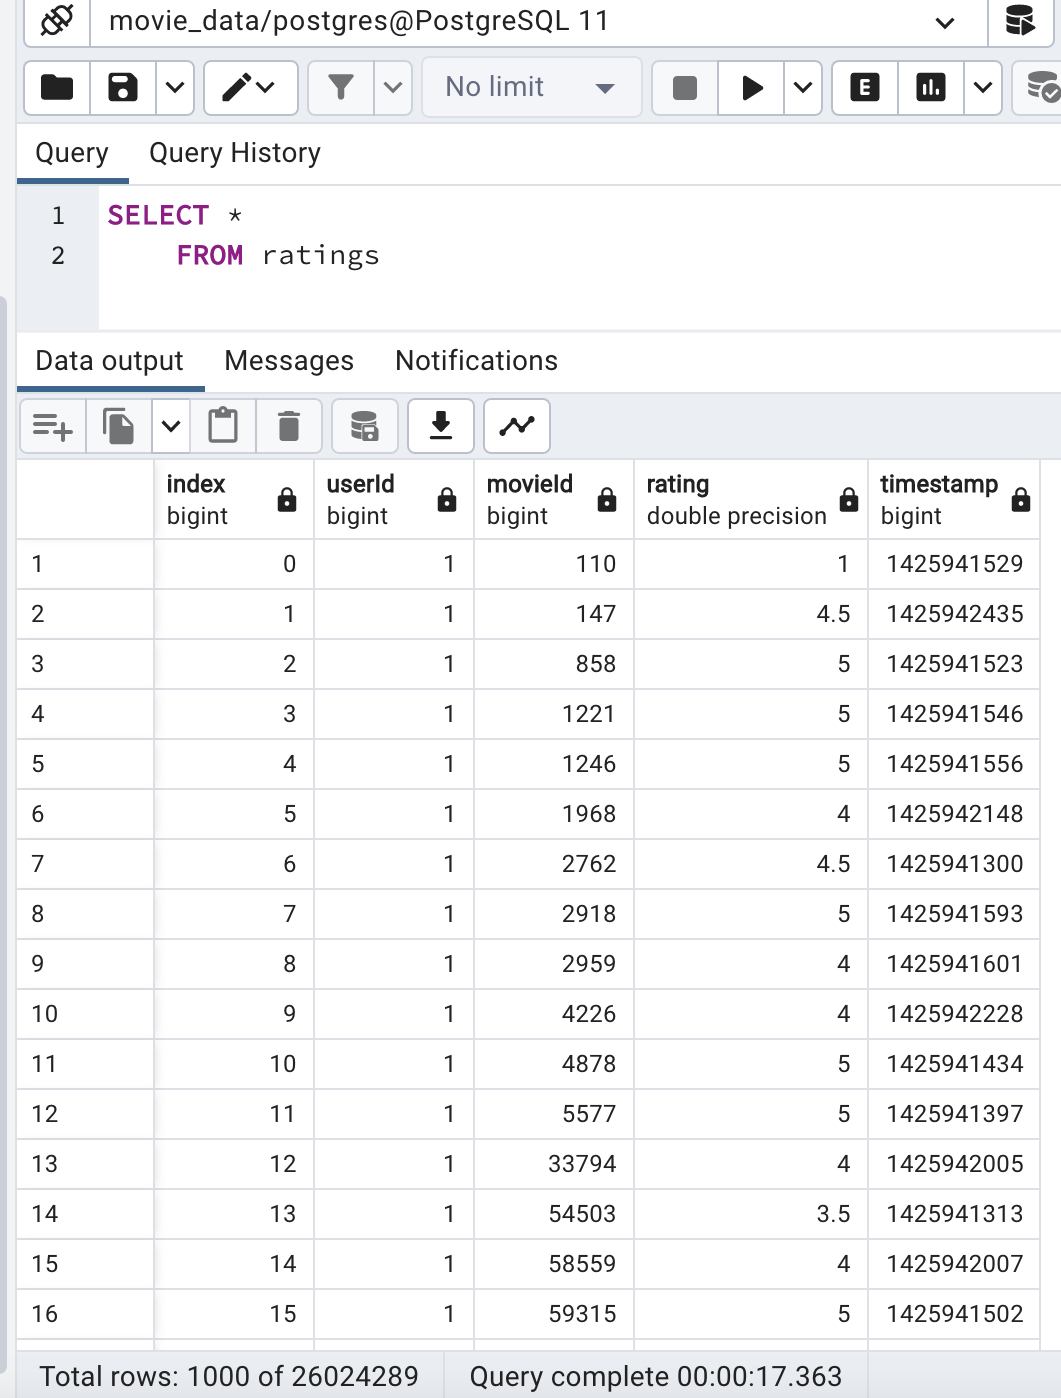 movie_data/postgres@PostgreSQL 11
No limit E
Query Query History
1 SELECT *
2 FROM ratings
Data output Messages Notifications
index userId movieId rating timestamp
bigint bigint bigint double precision bigint
1 0 1 110 1 1425941529
2 1 1 147 4.5 1425942435
3 2 1 858 5 1425941523
4 3 1 1221 5 1425941546
5 4 1 1246 5 1425941556
6 5 1 1968 4 1425942148
7 6 1 2762 4.5 1425941300
8 7 1 2918 5 1425941593
9 8 1 2959 4 1425941601
10 9 1 4226 4 1425942228
11 10 1 4878 5 1425941434
12 11 1 5577 5 1425941397
13 12 1 33794 4 1425942005
14 13 1 54503 3.5 1425941313
15 14 1 58559 4 1425942007
16 15 1 59315 5 1425941502
Total rows: 1000 of 26024289 Query complete 00:00:17.363